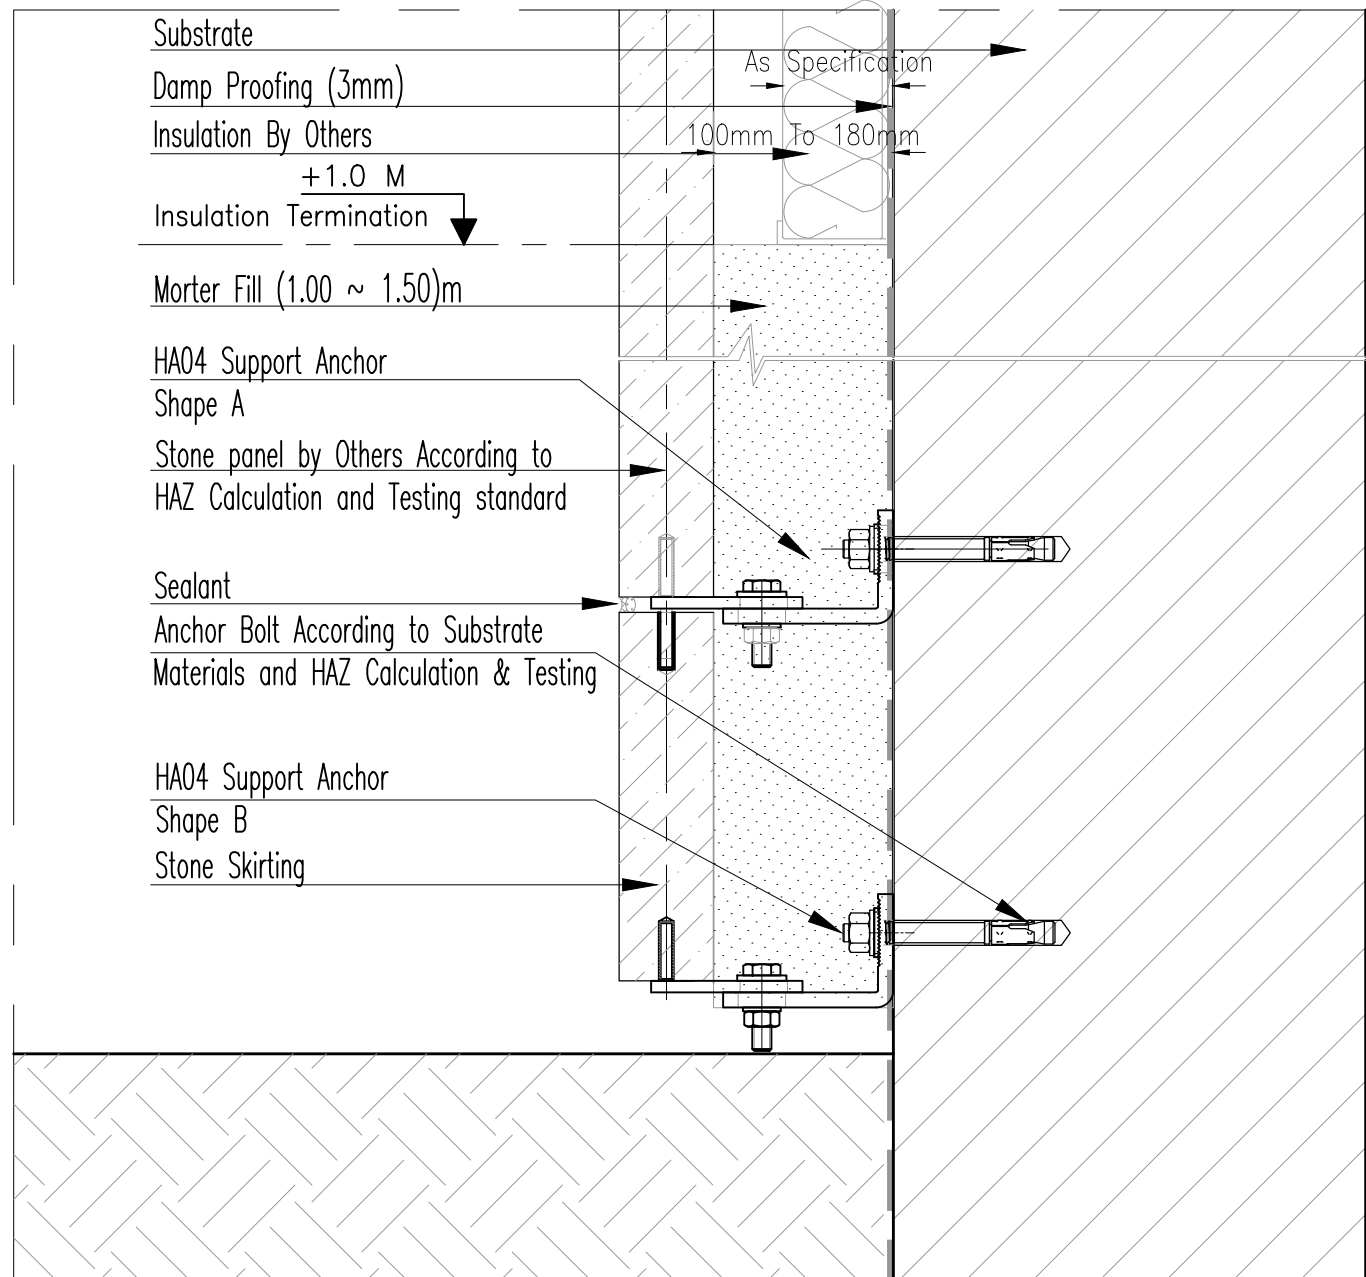 Substrate
As Specification
Damp Proofing (3mm)
Insulation By Others
100mm To 180mm
+1.0 M
Insulation Termination
Morter Fill (1.00 ~ 1.50)m
HA04 Support Anchor
Shape A
Stone panel by Others According to
HAZ Calculation and Testing standard
Sealant
Anchor Bolt According to Substrate
Materials and HAZ Calculation & Testing
HA04 Support Anchor
Shape B
Stone Skirting